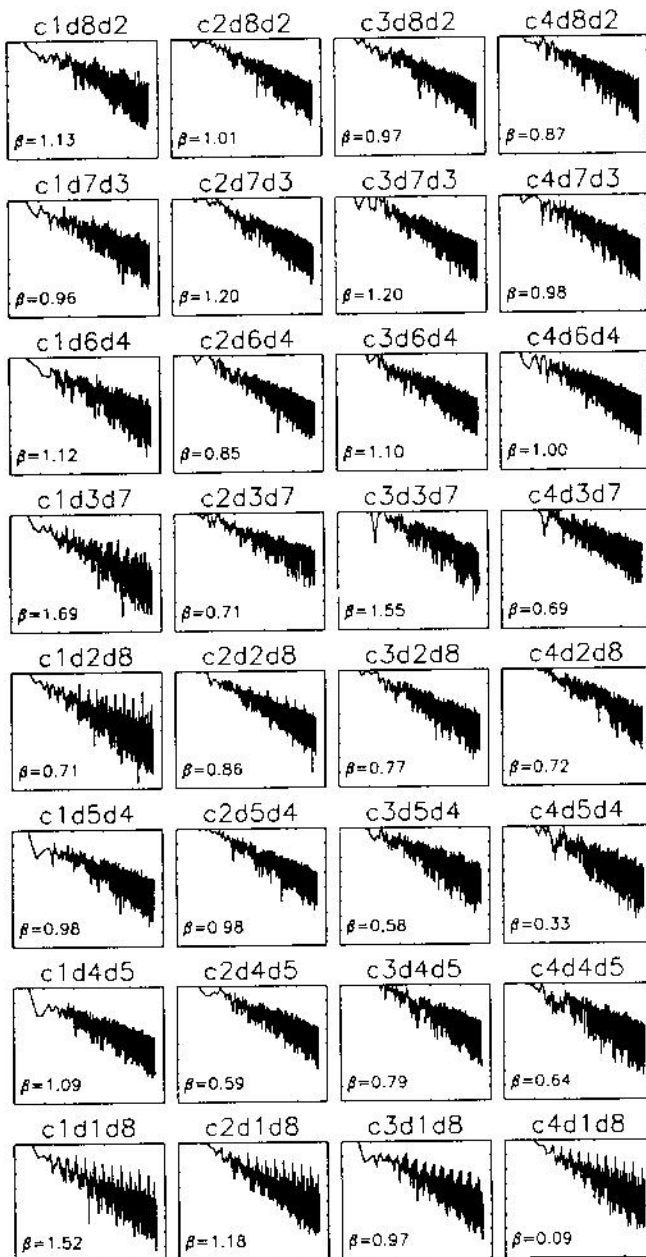 c1d8d2 c2d8d2 c3d8d2 c4d8d2
β=1.13 β=1.01 β=0.97 β=0.87
c1d7d3 c2d7d3 c3d7d3 c4d7d3
β=0.96 β=1.20 β=1.20 β=0.98
c1d6d4 c2d6d4 c3d6d4 c4d6d4
β=1.12 β=0.85 β=1.10 β=1.00
c1d3d7 c2d3d7 c3d3d7 c4d3d7
β=1.69 β=0.71 β=1.55 β=0.69
c1d2d8 c2d2d8 c3d2d8 c4d2d8
β=0.71 β=0.86 β=0.77 β=0.72
c1d5d4 c2d5d4 c3d5d4 c4d5d4
β=0.98 β=0.98 β=0.58 β=0.33
c1d4d5 c2d4d5 c3d4d5 c4d4d5
β=1.09 β=0.59 β=0.79 β=0.64
c1d1d8 c2d1d8 c3d1d8 c4d1d8
β=1.52 β=1.18 β=0.97 β=0.09